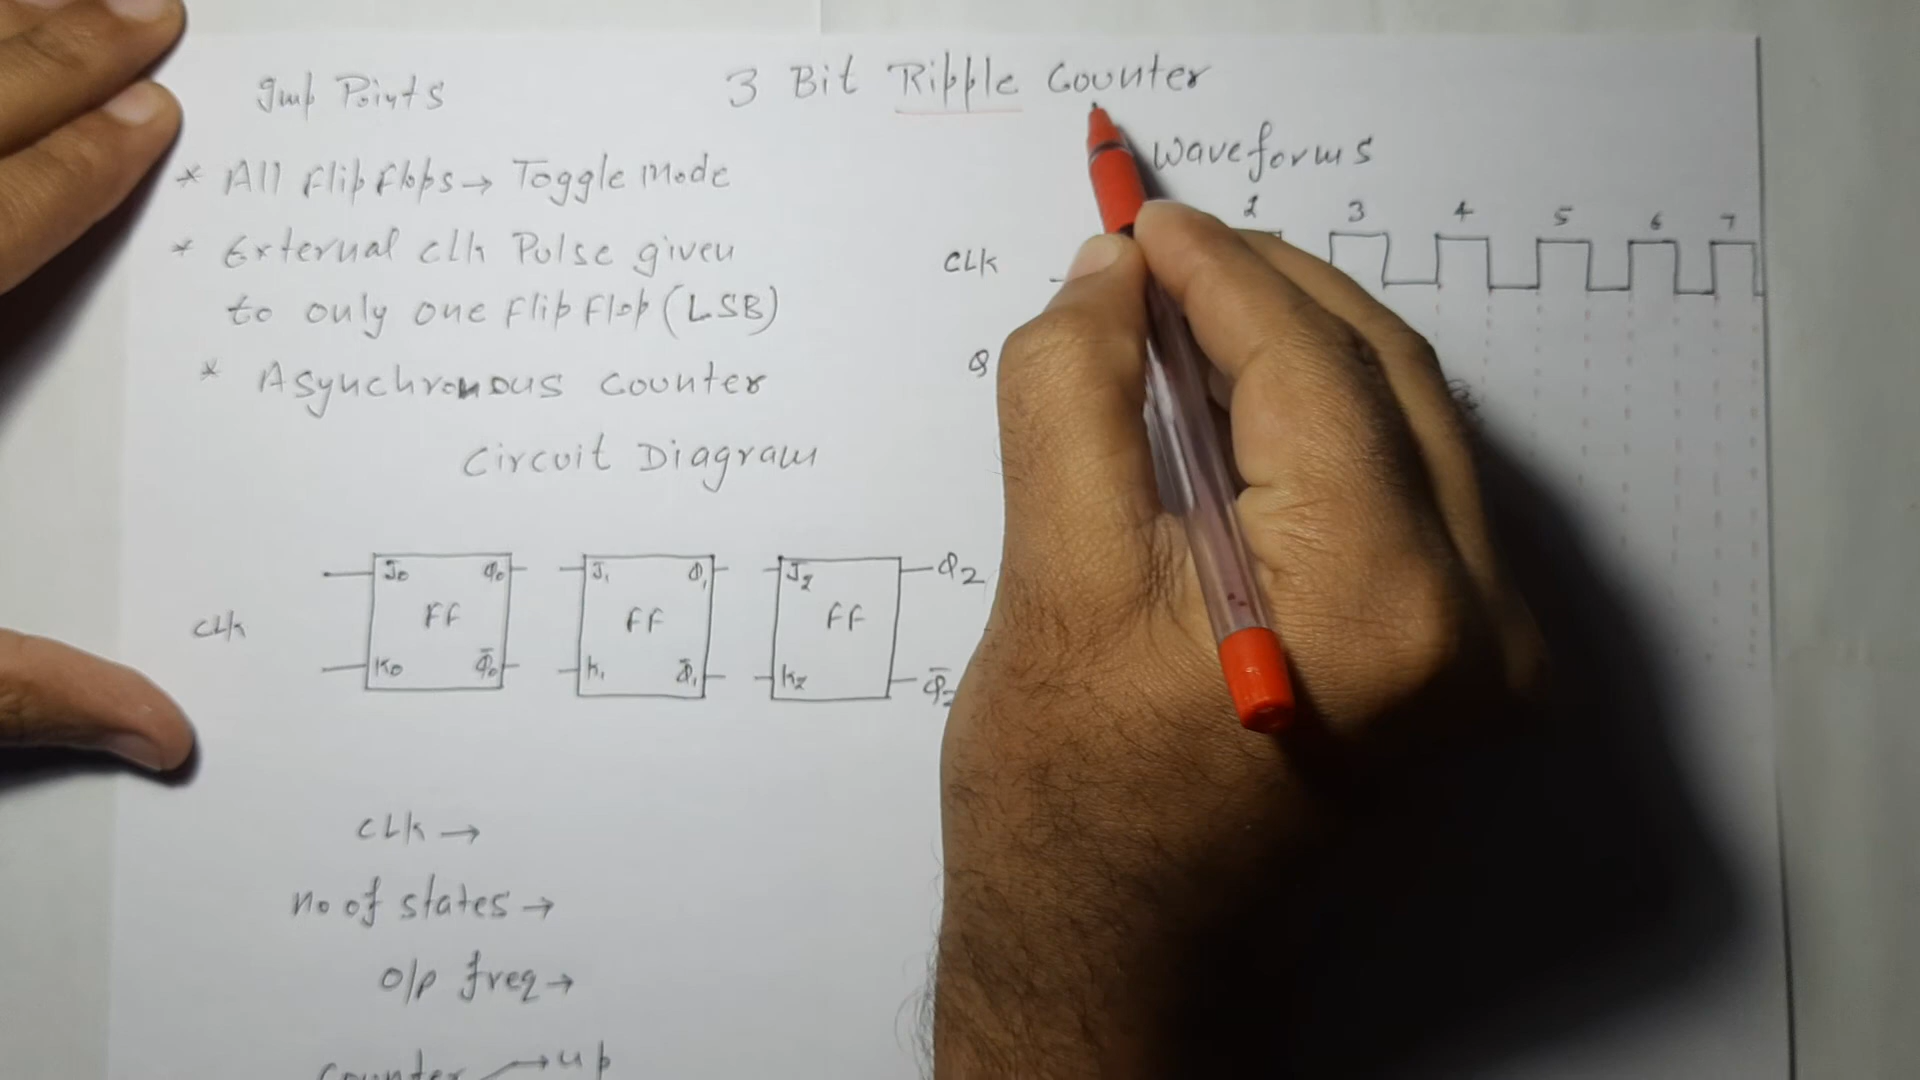 3 Bit Ripple Counter
Imp Points
* All flip flops → Toggle Mode
* External clk Pulse given
to only one flip flop (LSB)
* Asynchronous Counter
Circuit Diagram
CLK
J0 Q0
FF
K0 Q̅0
J1 Q1
FF
K1 Q̅1
J2 Q2
FF
K2 Q̅2
CLK →
no of states →
o/p freq →
Counter → up
Waveforms
2 3 4 5 6 7
CLK